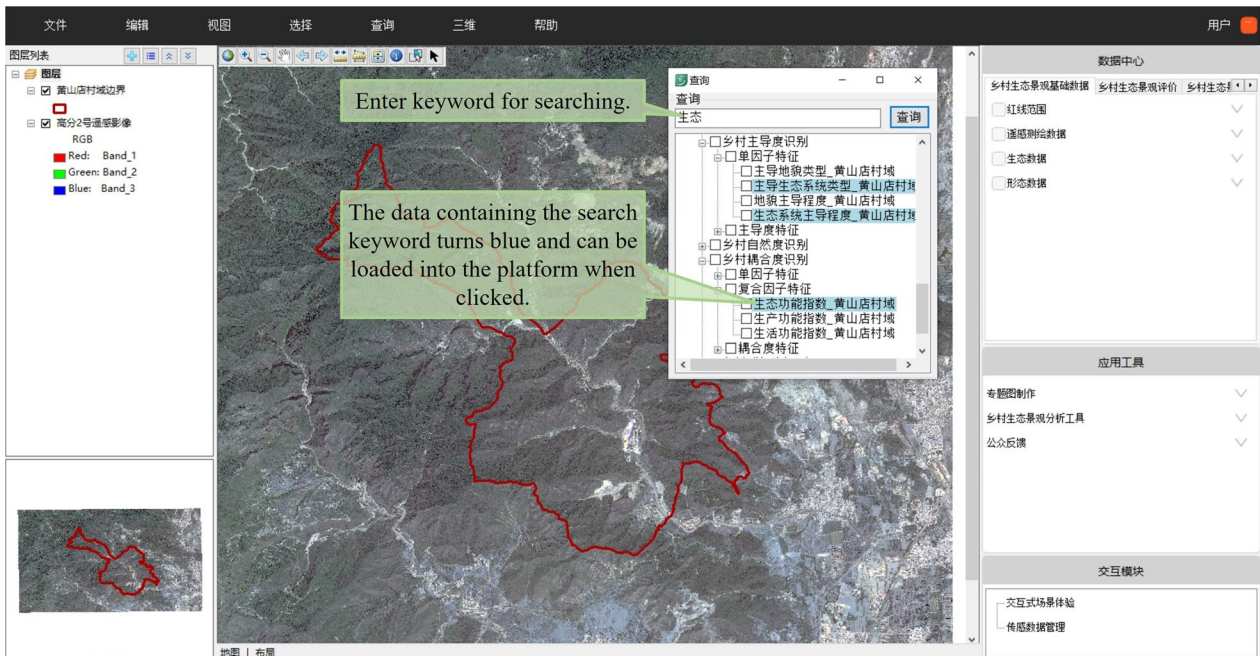 文件 编辑 视图 选择 查询 三维 帮助 用户
图层列表
图层
黄山店村域边界
高分2号遥感影像
RGB
Red: Band_1
Green: Band_2
Blue: Band_3
Enter keyword for searching.
The data containing the search
keyword turns blue and can be
loaded into the platform when
clicked.
查询
查询
生态 查询
乡村主导度识别
单因子特征
主导地貌类型_黄山店村域
主导生态系统类型_黄山店村域
地貌主导程度_黄山店村域
生态系统主导程度_黄山店村域
主导度特征
乡村自然度识别
乡村耦合度识别
单因子特征
复合因子特征
生态功能指数_黄山店村域
生产功能指数_黄山店村域
生活功能指数_黄山店村域
耦合度特征
地图 | 布局
数据中心
乡村生态景观基础数据 乡村生态景观评价 乡村生态
红线范围
遥感测绘数据
生态数据
形态数据
应用工具
专题图制作
乡村生态景观分析工具
公众反馈
交互模块
交互式场景体验
传感数据管理